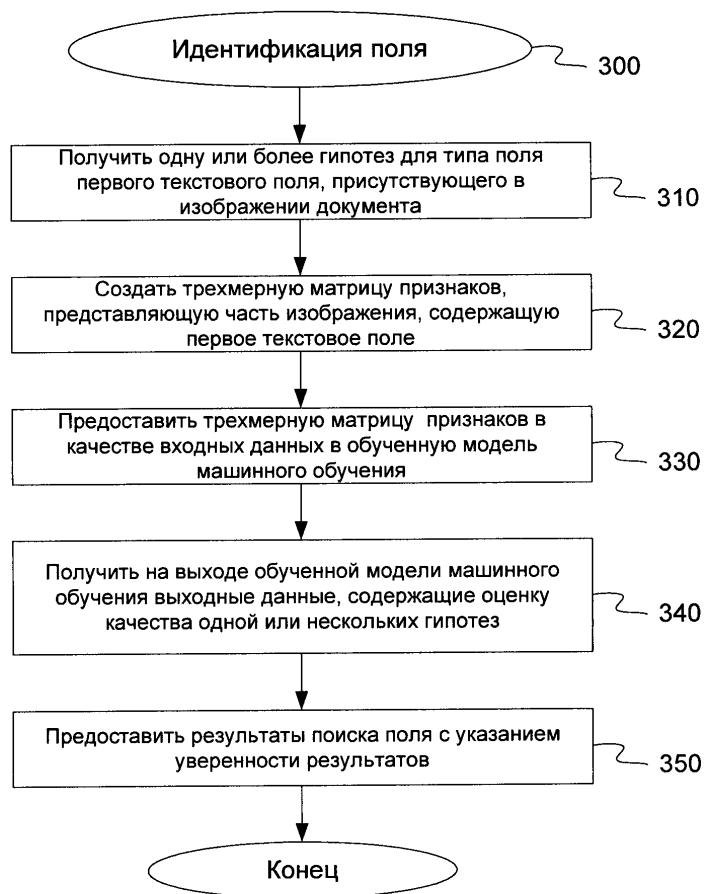 Идентификация поля
300
Получить одну или более гипотез для типа поля
первого текстового поля, присутствующего в
изображении документа
310
Создать трехмерную матрицу признаков,
представляющую часть изображения, содержащую
первое текстовое поле
320
Предоставить трехмерную матрицу признаков в
качестве входных данных в обученную модель
машинного обучения
330
Получить на выходе обученной модели машинного
обучения выходные данные, содержащие оценку
качества одной или нескольких гипотез
340
Предоставить результаты поиска поля с указанием
уверенности результатов
350
Конец